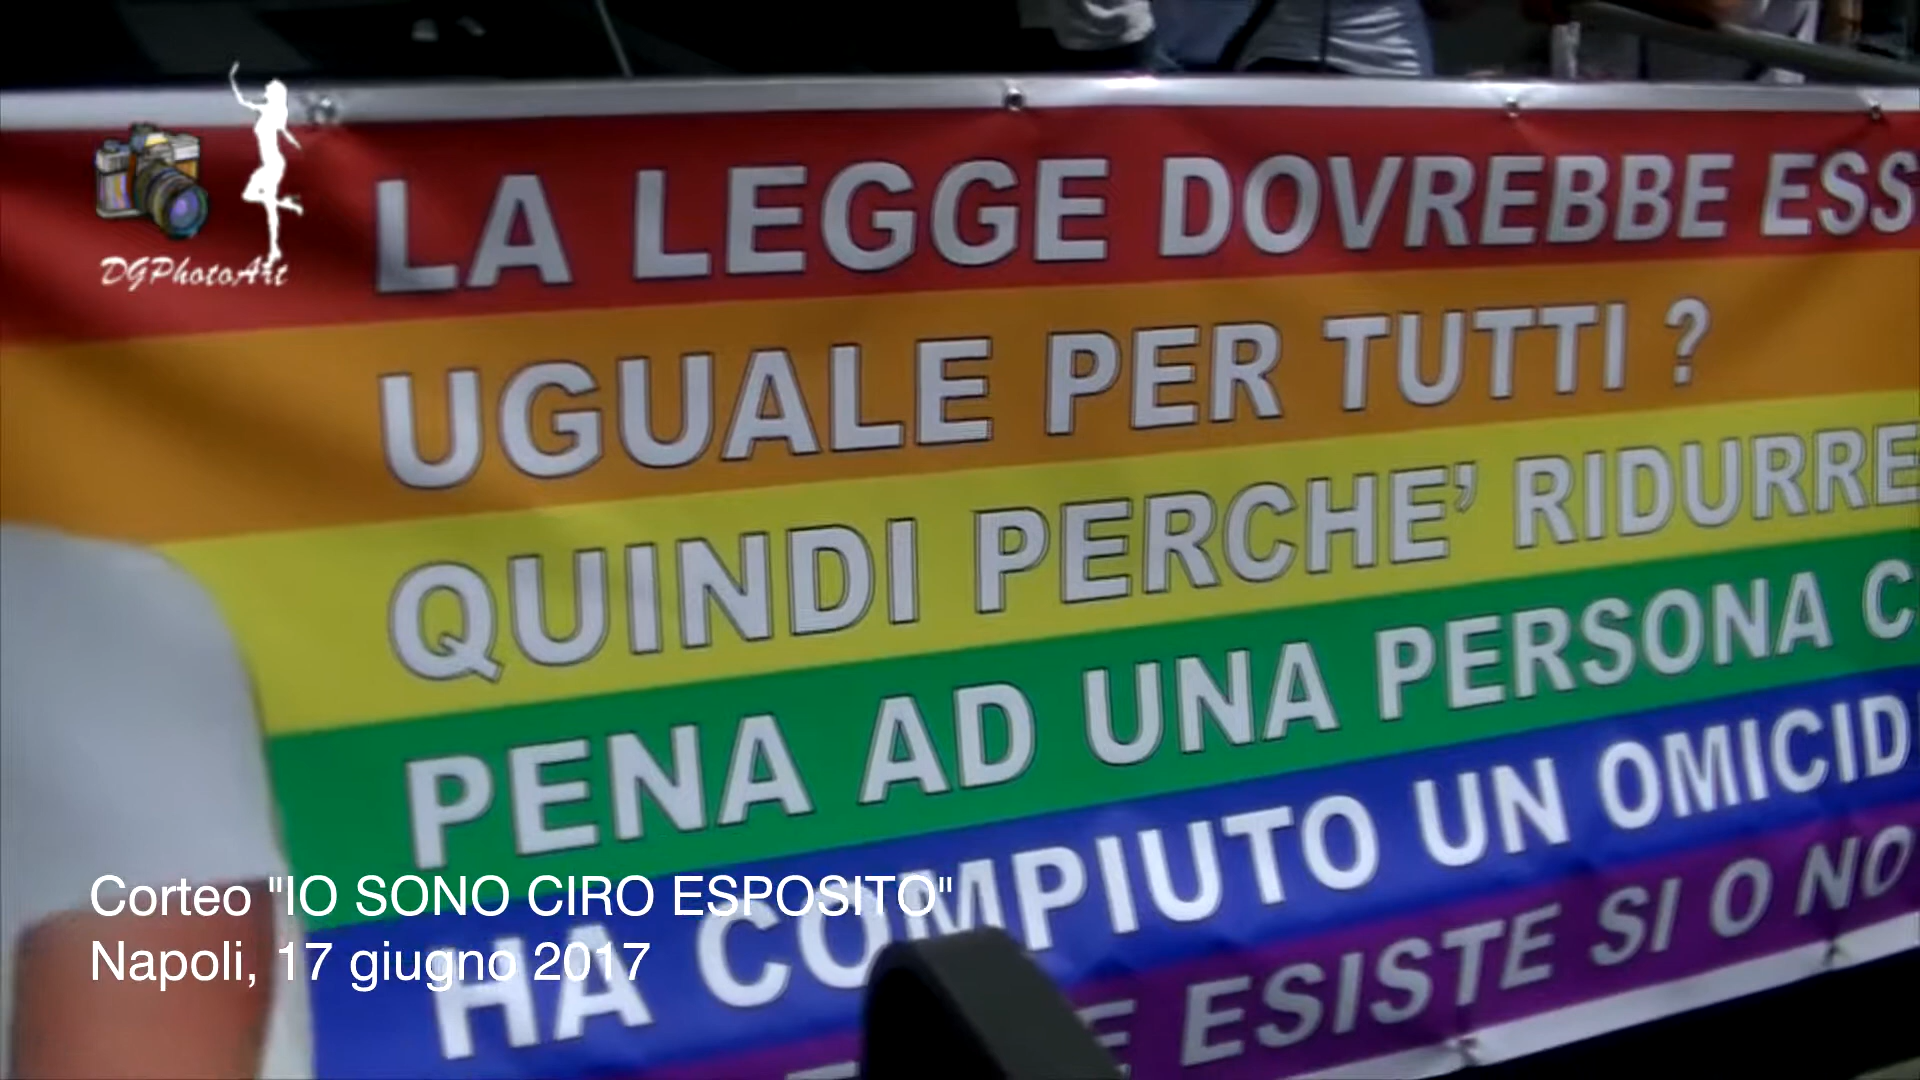 DGPhotoArt
LA LEGGE DOVREBBE ESS
UGUALE PER TUTTI ?
QUINDI PERCHE' RIDURRE
PENA AD UNA PERSONA C
HA COMPIUTO UN OMICID
E ESISTE SI O NO
Corteo "IO SONO CIRO ESPOSITO"
Napoli, 17 giugno 2017